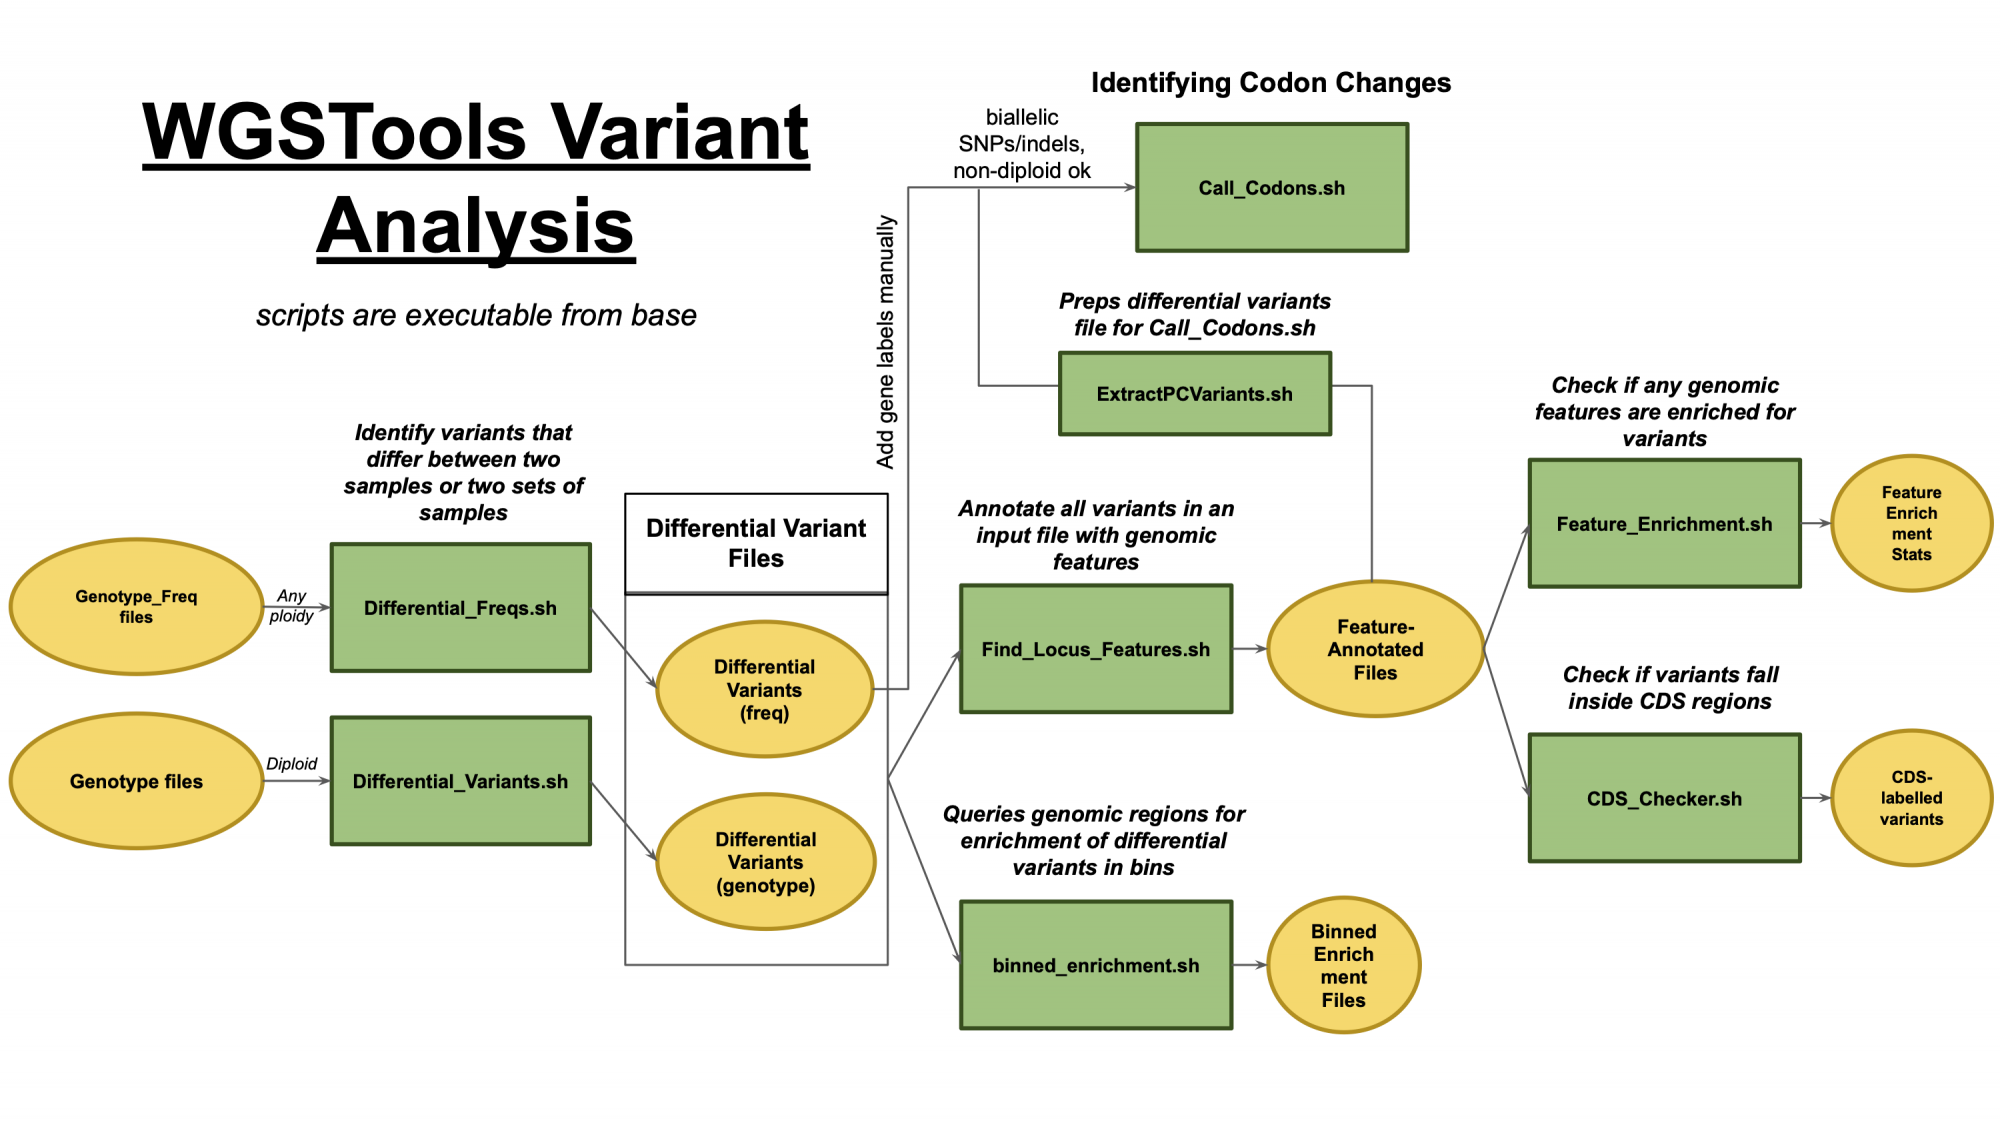 WGSTools Variant
Analysis
scripts are executable from base
Identifying Codon Changes
biallelic
SNPs/indels,
non-diploid ok
Call_Codons.sh
Add gene labels manually
Preps differential variants
file for Call_Codons.sh
ExtractPCVariants.sh
Identify variants that
differ between two
samples or two sets of
samples
Genotype_Freq
files
Any
ploidy
Differential_Freqs.sh
Genotype files
Diploid
Differential_Variants.sh
Differential Variant
Files
Differential
Variants
(freq)
Differential
Variants
(genotype)
Annotate all variants in an
input file with genomic
features
Find_Locus_Features.sh
Feature-
Annotated
Files
Queries genomic regions for
enrichment of differential
variants in bins
binned_enrichment.sh
Binned
Enrich
ment
Files
Check if any genomic
features are enriched for
variants
Feature_Enrichment.sh
Feature
Enrich
ment
Stats
Check if variants fall
inside CDS regions
CDS_Checker.sh
CDS-
labelled
variants